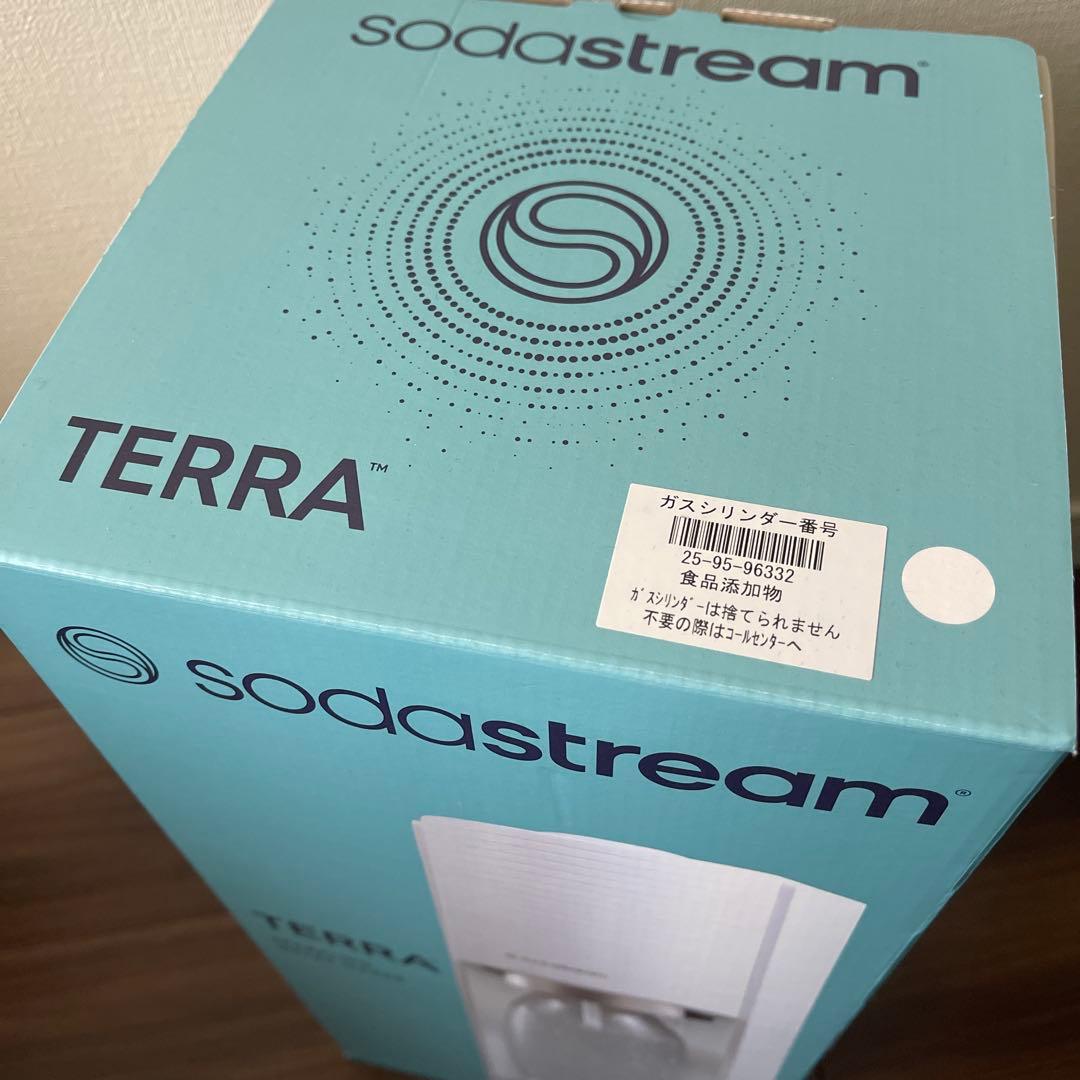 sodastream®
TERRA™
ガスシリンダー番号
25-95-96332
食品添加物
ｶﾞｽｼﾘﾝﾀﾞｰは捨てられません
不要の際はｺｰﾙｾﾝﾀｰへ
sodastream®
TERRA